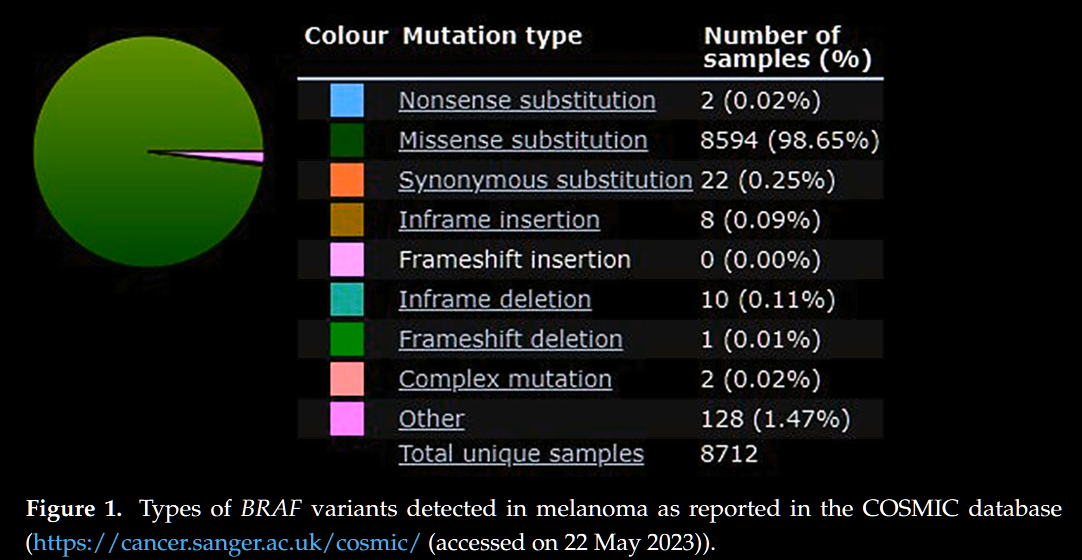 Colour Mutation type Number of samples (%)
Nonsense substitution 2 (0.02%)
Missense substitution 8594 (98.65%)
Synonymous substitution 22 (0.25%)
Inframe insertion 8 (0.09%)
Frameshift insertion 0 (0.00%)
Inframe deletion 10 (0.11%)
Frameshift deletion 1 (0.01%)
Complex mutation 2 (0.02%)
Other 128 (1.47%)
Total unique samples 8712
Figure 1. Types of BRAF variants detected in melanoma as reported in the COSMIC database
(https://cancer.sanger.ac.uk/cosmic/ (accessed on 22 May 2023)).